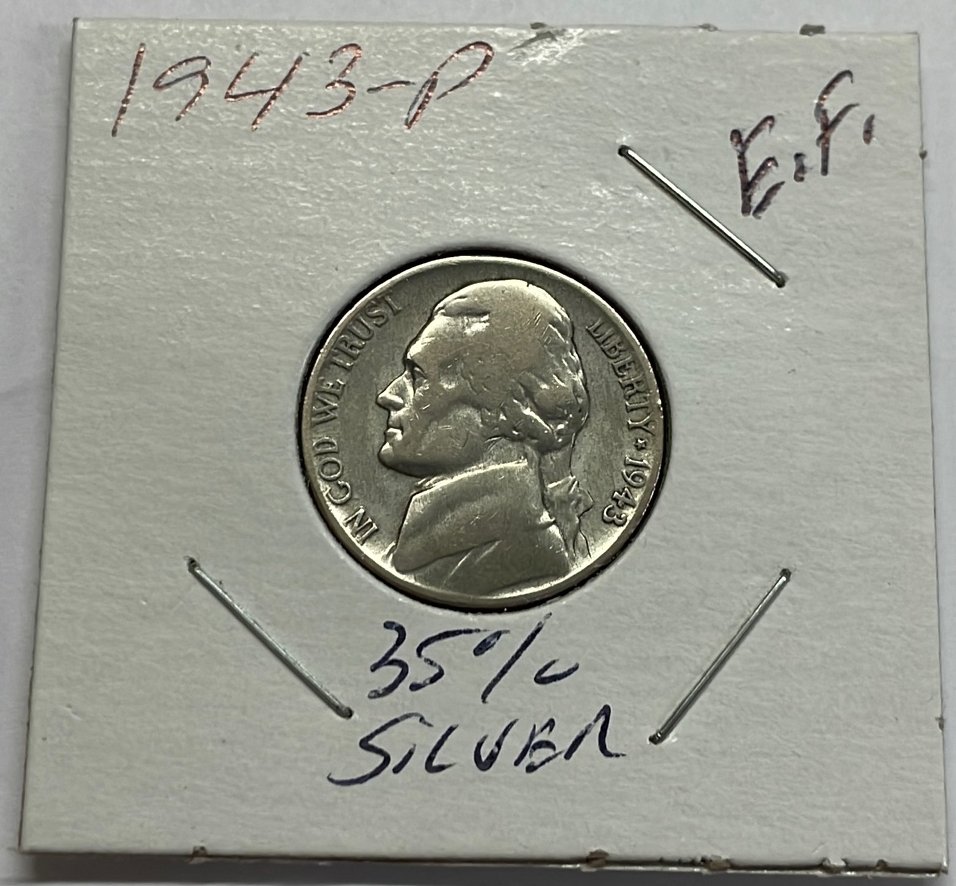 1943-P
E.F.
IN GOD WE TRUST
LIBERTY * 1943
35%
SILVER